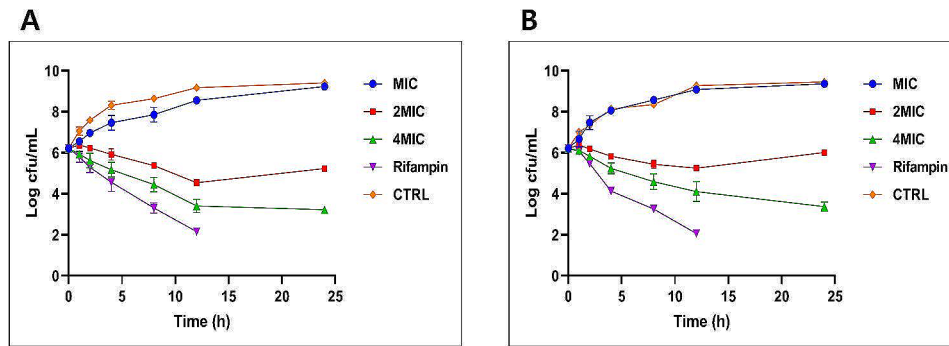 A
Log cfu/mL
10
8
6
4
2
0
0 5 10 15 20 25
Time (h)
MIC
2MIC
4MIC
Rifampin
CTRL
B
Log cfu/mL
10
8
6
4
2
0
0 5 10 15 20 25
Time (h)
MIC
2MIC
4MIC
Rifampin
CTRL